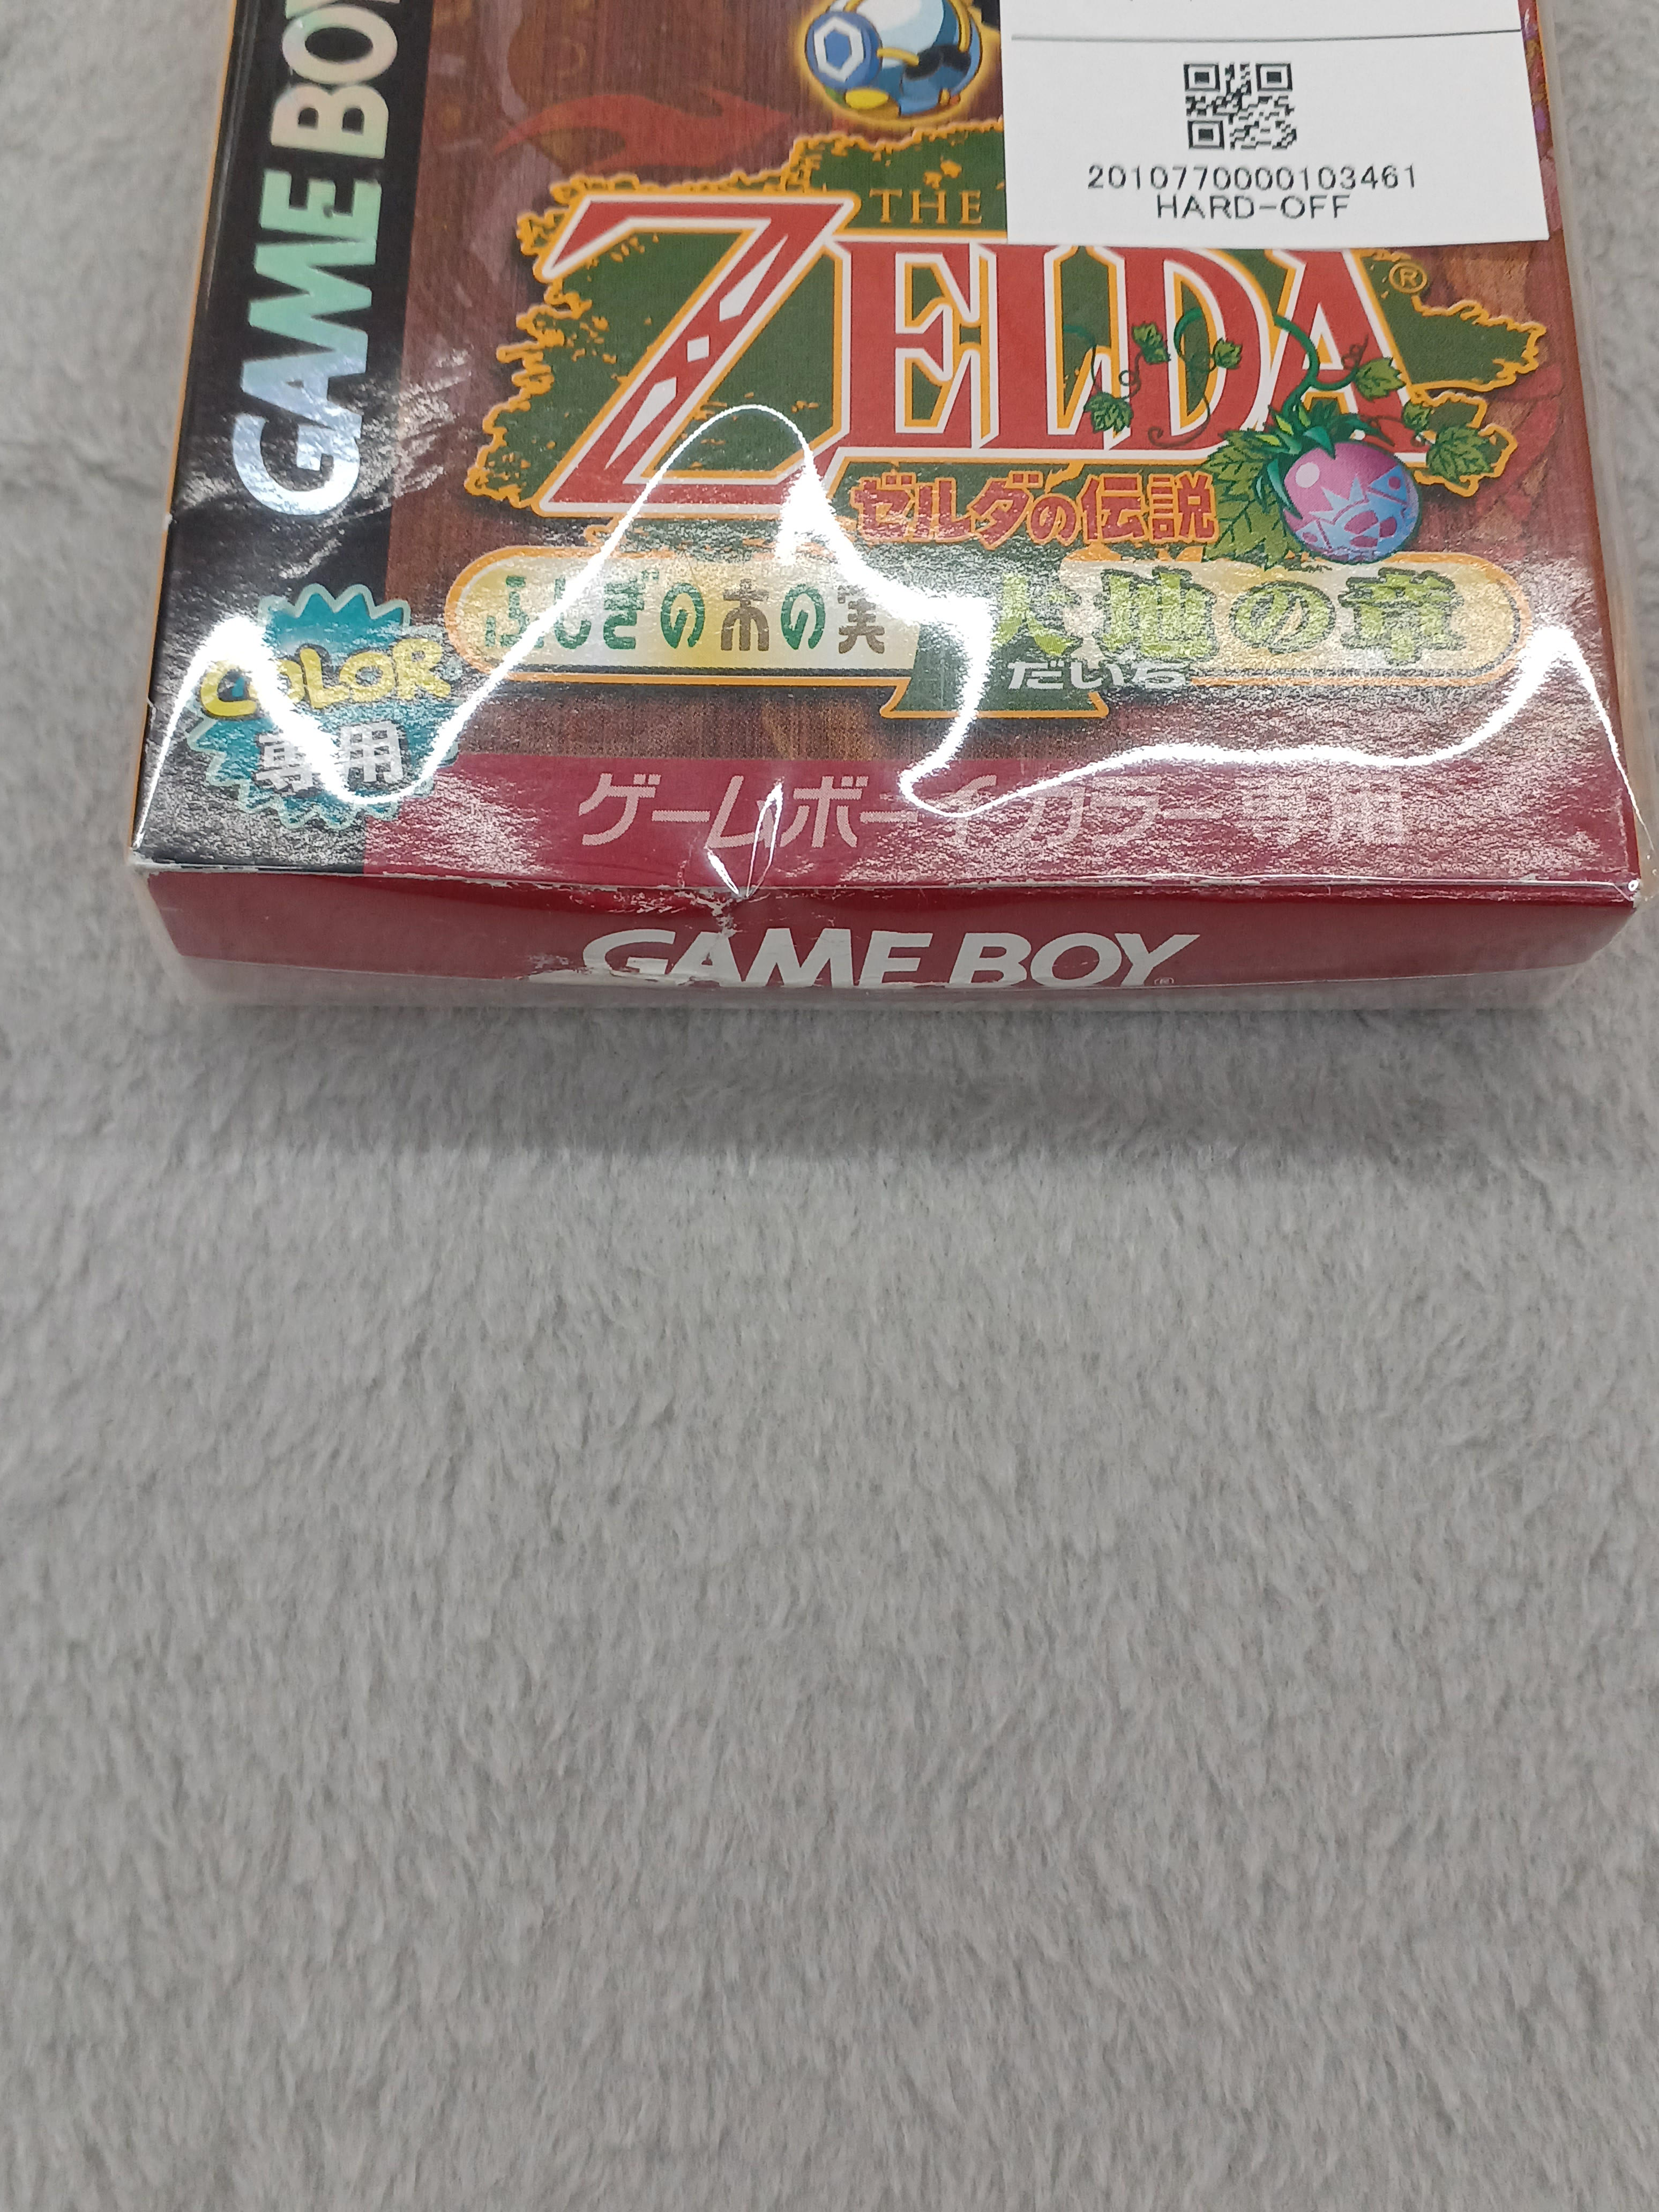 GAME BOY
2010770000103461
HARD-OFF
THE
ZELDA®
ゼルダの伝説
ふしぎの木の実 大地の章
だいち
COLOR
専用
ゲームボーイカラー専用
GAME BOY